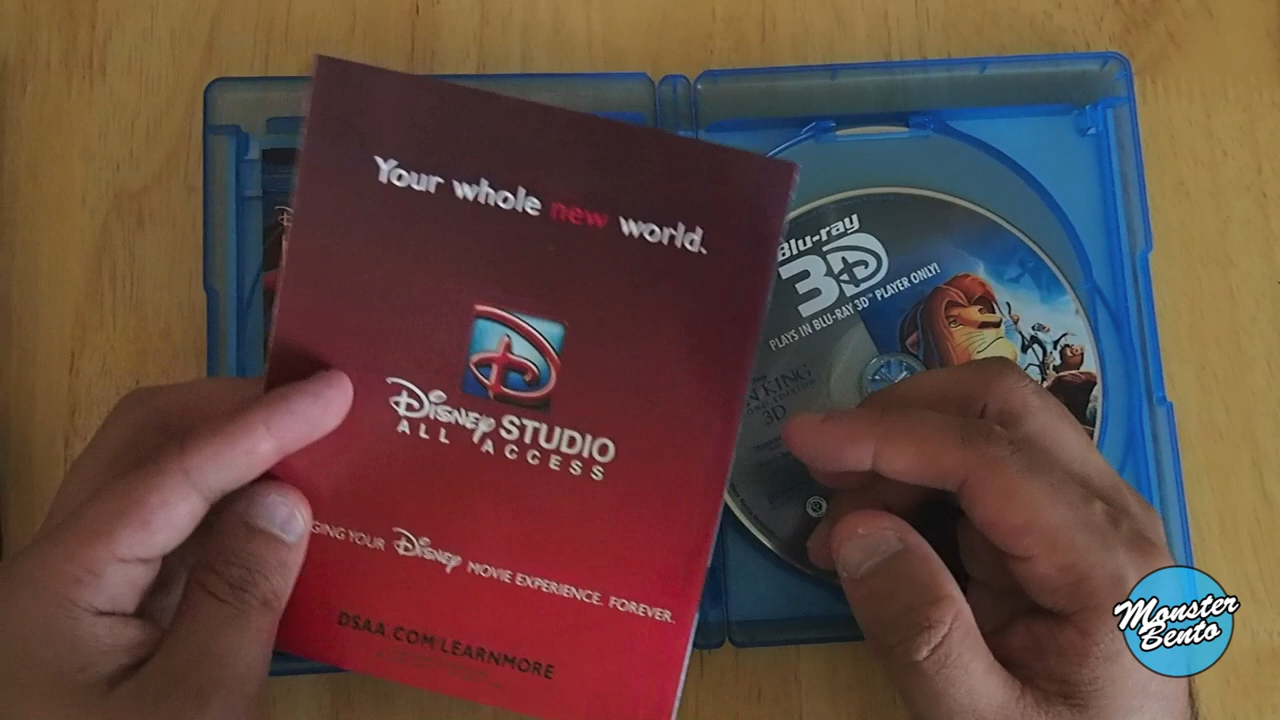 Your whole new world.
Disney STUDIO
ALL ACCESS
GING YOUR Disney MOVIE EXPERIENCE. FOREVER.
DSAA.COM/LEARNMORE
Blu-ray
3D
PLAYS IN BLU-RAY 3D™ PLAYER ONLY!
KING
3D
Monster
Bento